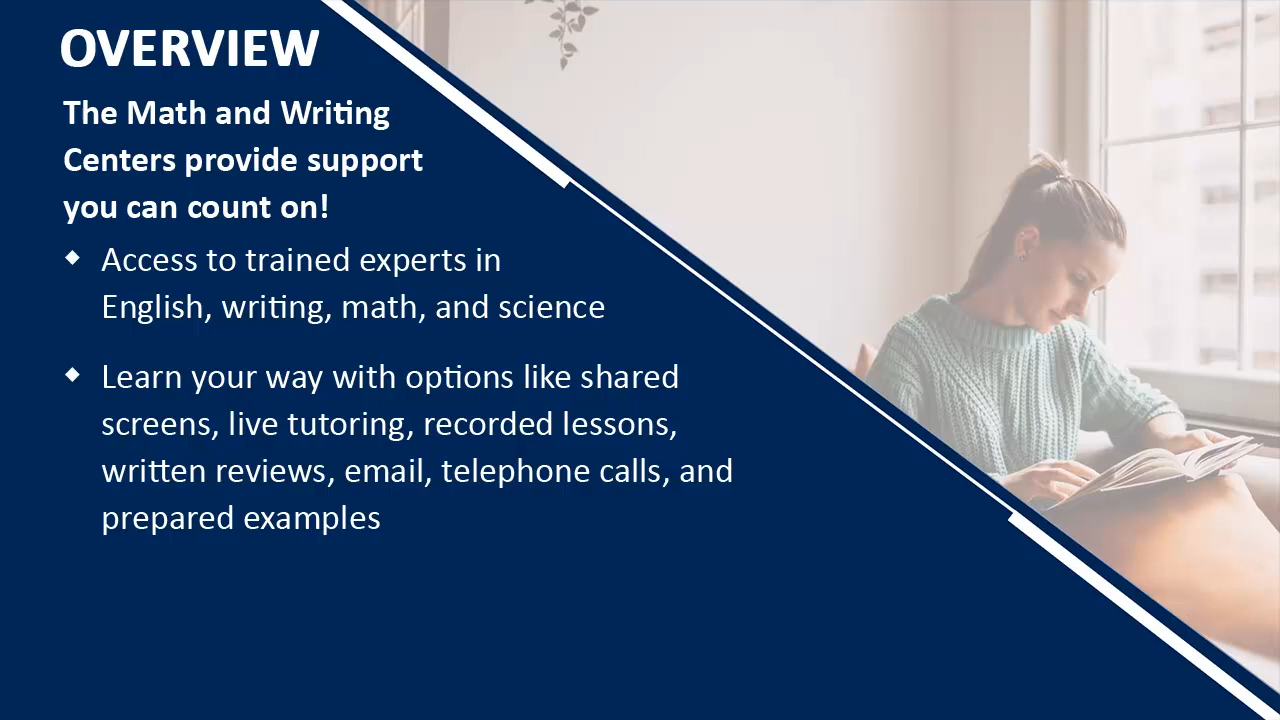 OVERVIEW
The Math and Writing
Centers provide support
you can count on!
◆ Access to trained experts in
English, writing, math, and science
◆ Learn your way with options like shared
screens, live tutoring, recorded lessons,
written reviews, email, telephone calls, and
prepared examples